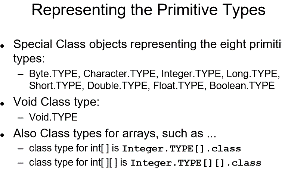 Representing the Primitive Types
• Special Class objects representing the eight primiti
types:
– Byte.TYPE, Character.TYPE, Integer.TYPE, Long.TYPE,
Short.TYPE, Double.TYPE, Float.TYPE, Boolean.TYPE
• Void Class type:
– Void.TYPE
• Also Class types for arrays, such as ...
– class type for int[ ] is Integer.TYPE[].class
– class type for int[][ ] is Integer.TYPE[][].class